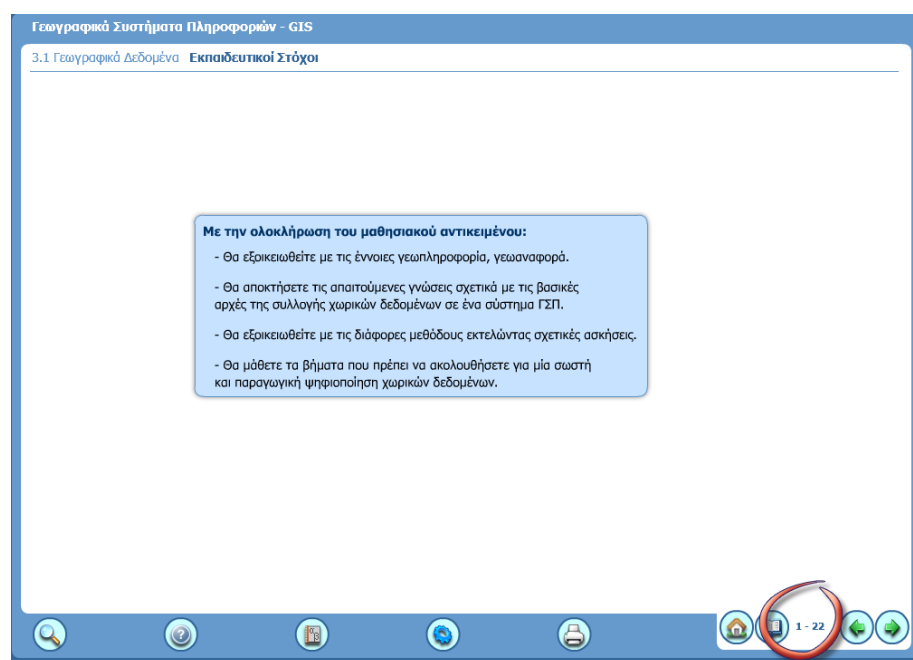 Γεωγραφικά Συστήματα Πληροφοριών - GIS
3.1 Γεωγραφικά Δεδομένα Εκπαιδευτικοί Στόχοι
Με την ολοκλήρωση του μαθησιακού αντικειμένου:
- Θα εξοικειωθείτε με τις έννοιες γεωπληροφορία, γεωαναφορά.
- Θα αποκτήσετε τις απαιτούμενες γνώσεις σχετικά με τις βασικές
αρχές της συλλογής χωρικών δεδομένων σε ένα σύστημα ΓΣΠ.
- Θα εξοικειωθείτε με τις διάφορες μεθόδους εκτελώντας σχετικές ασκήσεις.
- Θα μάθετε τα βήματα που πρέπει να ακολουθήσετε για μία σωστή
και παραγωγική ψηφιοποίηση χωρικών δεδομένων.
1 - 22